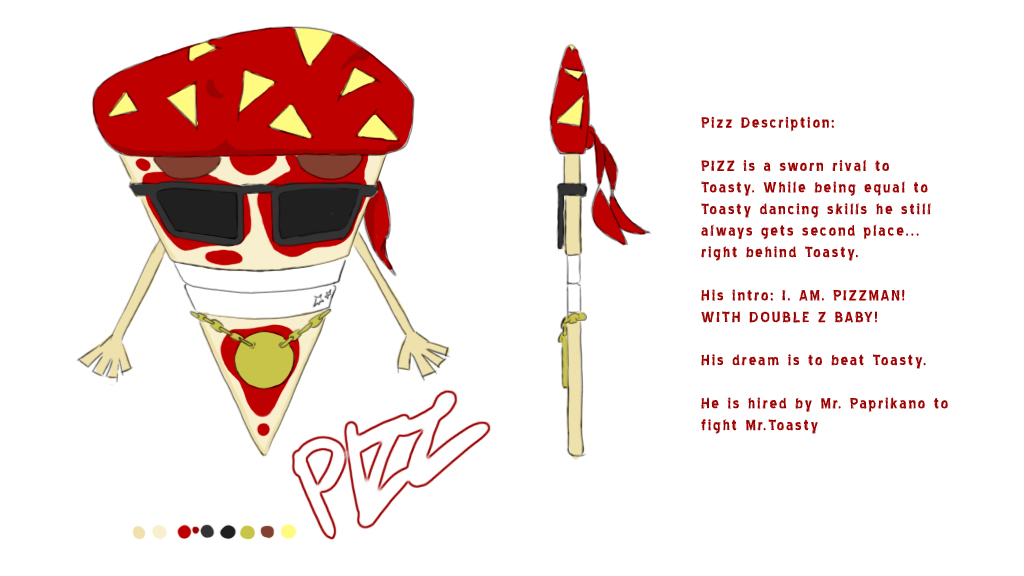 Pizz Description:
PIZZ is a sworn rival to
Toasty. While being equal to
Toasty dancing skills he still
always gets second place...
right behind Toasty.
His intro: I. AM. PIZZMAN!
WITH DOUBLE Z BABY!
His dream is to beat Toasty.
He is hired by Mr. Paprikano to
fight Mr.Toasty
PIZZ